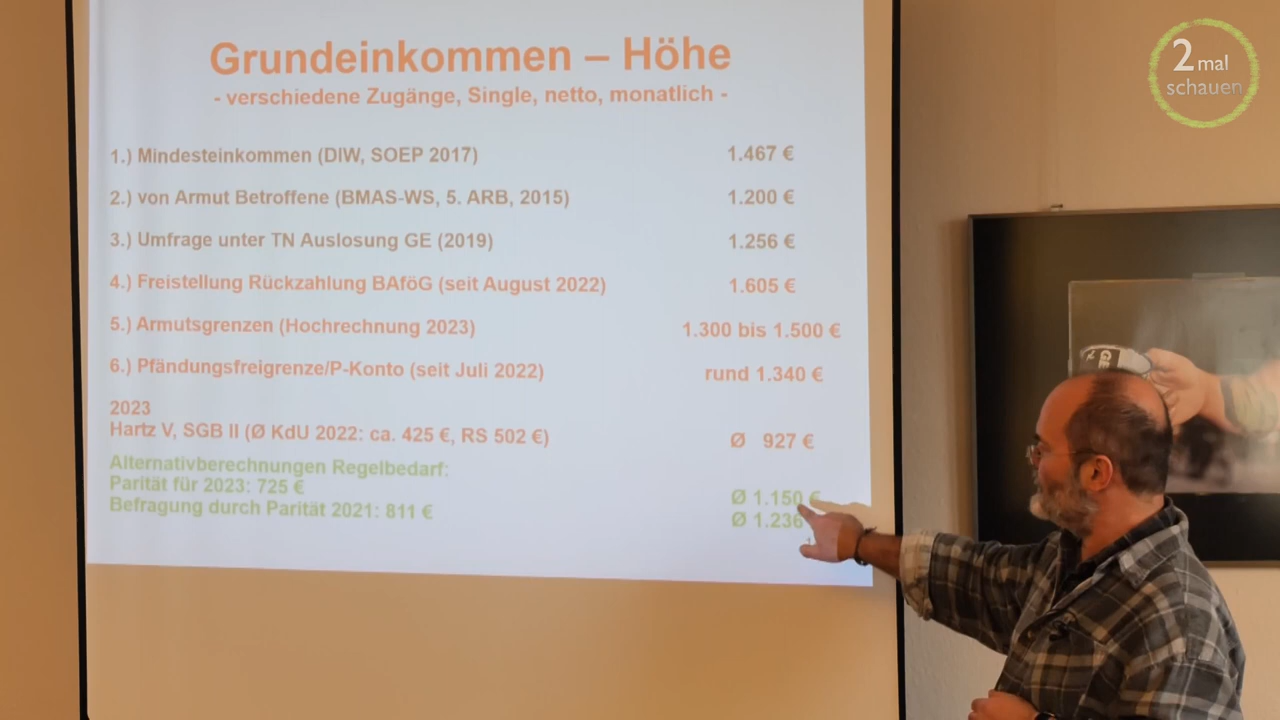 Grundeinkommen – Höhe
- verschiedene Zugänge, Single, netto, monatlich -
1.) Mindesteinkommen (DIW, SOEP 2017) 1.467 €
2.) von Armut Betroffene (BMAS-WS, 5. ARB, 2015) 1.200 €
3.) Umfrage unter TN Auslosung GE (2019) 1.256 €
4.) Freistellung Rückzahlung BAföG (seit August 2022) 1.605 €
5.) Armutsgrenzen (Hochrechnung 2023) 1.300 bis 1.500 €
6.) Pfändungsfreigrenze/P-Konto (seit Juli 2022) rund 1.340 €
2023
Hartz V, SGB II (Ø KdU 2022: ca. 425 €, RS 502 €) Ø 927 €
Alternativberechnungen Regelbedarf:
Parität für 2023: 725 € Ø 1.150 €
Befragung durch Parität 2021: 811 € Ø 1.236
2 mal
schauen